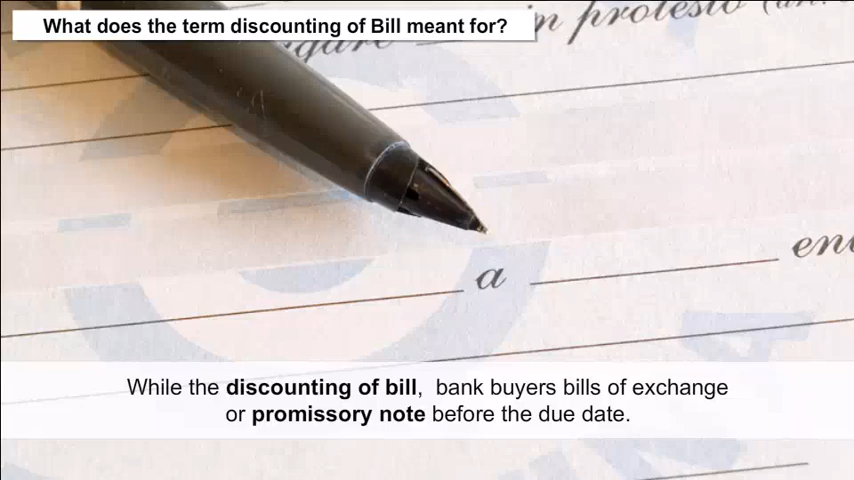 What does the term discounting of Bill meant for?
in protesto
a
While the discounting of bill, bank buyers bills of exchange
or promissory note before the due date.